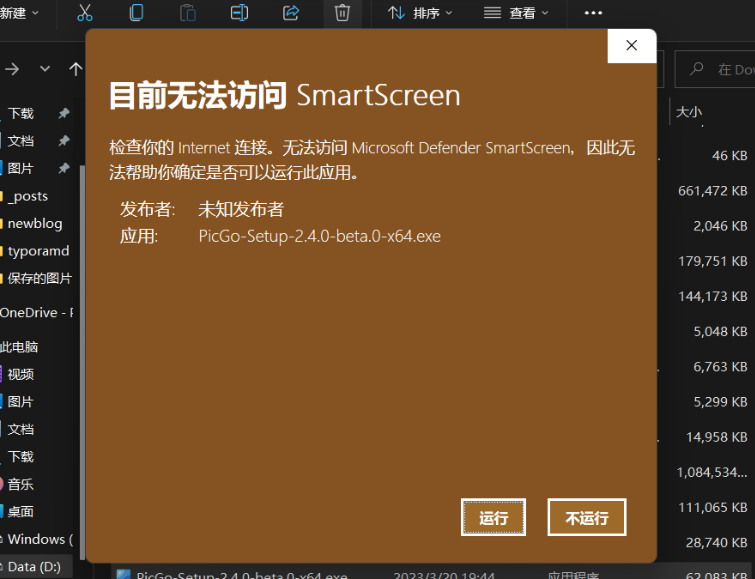 新建
排序
查看
目前无法访问 SmartScreen
检查你的 Internet 连接。无法访问 Microsoft Defender SmartScreen，因此无
法帮助你确定是否可以运行此应用。
发布者: 未知发布者
应用: PicGo-Setup-2.4.0-beta.0-x64.exe
运行
不运行
下载
文档
图片
_posts
newblog
typoramd
保存的图片
OneDrive -
此电脑
视频
图片
文档
下载
音乐
桌面
Windows (
Data (D:)
在 Dow
大小
46 KB
661,472 KB
2,046 KB
179,751 KB
144,173 KB
5,048 KB
6,763 KB
5,299 KB
14,958 KB
1,084,534...
111,065 KB
28,740 KB
PicGo-Setup-2.4.0-beta.0-x64.exe 2023/3/20 19:44 应用程序 62,083 KB